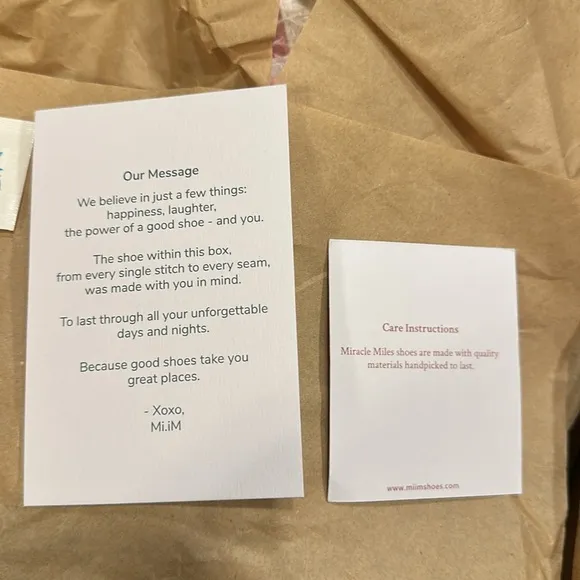 Our Message
We believe in just a few things:
happiness, laughter,
the power of a good shoe - and you.
The shoe within this box,
from every single stitch to every seam,
was made with you in mind.
To last through all your unforgettable
days and nights.
Because good shoes take you
great places.
- Xoxo,
Mi.iM
Care Instructions
Miracle Miles shoes are made with quality
materials handpicked to last.
www.miimshoes.com